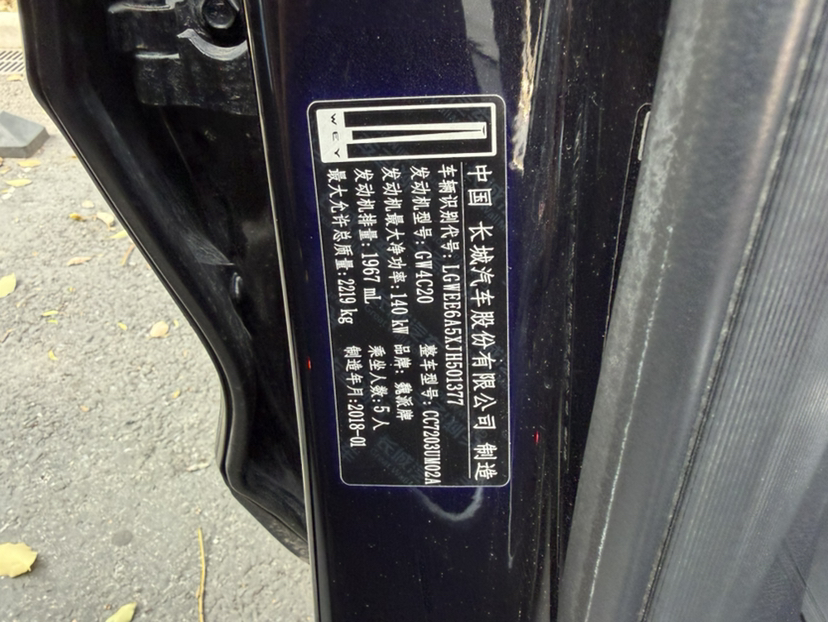 WEY
中国 长城汽车股份有限公司 制造
车辆识别代号:LGWEE6A5XJH501377
发动机型号:GW4C20 整车型号:CC7203UM02A
发动机最大净功率:140 kW 品牌:魏派牌
发动机排量:1967 mL 乘坐人数:5人
最大允许总质量:2219 kg 制造年月:2018-01